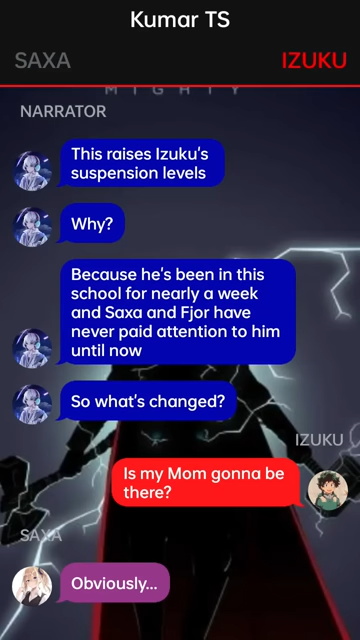 Kumar TS
SAXA
IZUKU
MIGHTY
NARRATOR
This raises Izuku's
suspension levels
Why?
Because he's been in this
school for nearly a week
and Saxa and Fjor have
never paid attention to him
until now
So what's changed?
IZUKU
Is my Mom gonna be
there?
SAXA
Obviously...